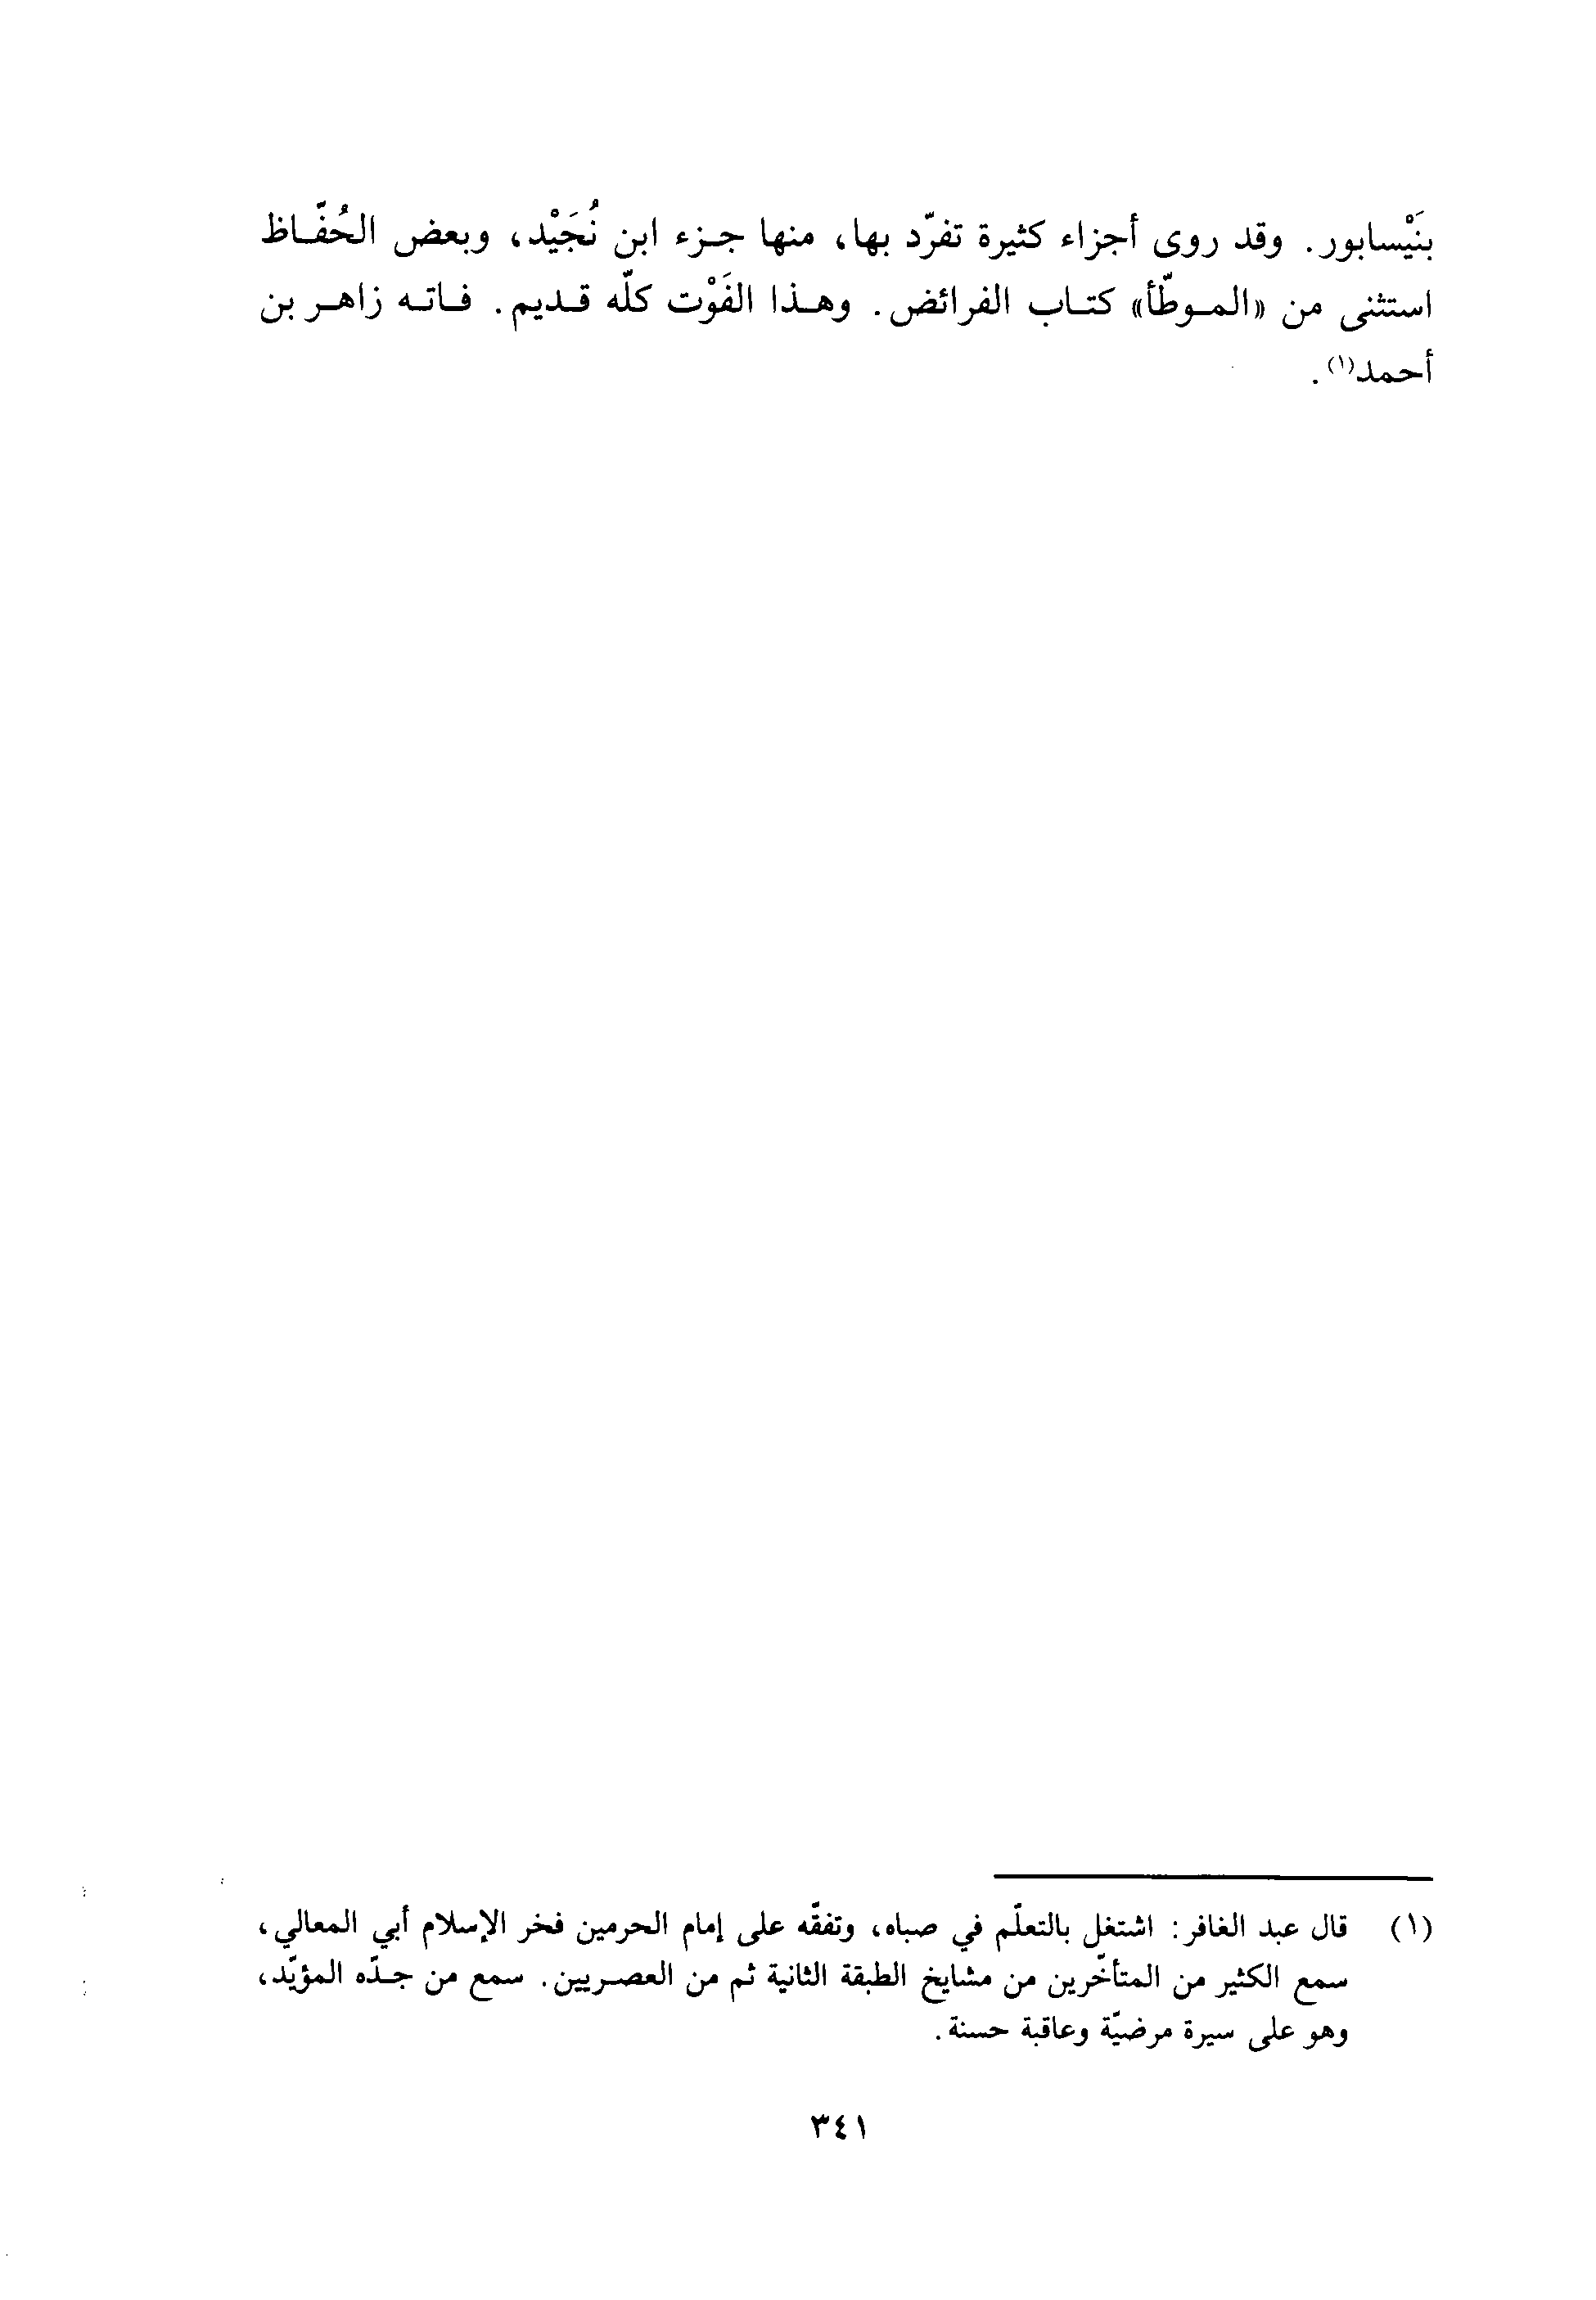 بنَيْسابور. وقد روى أجزاء كثيرة تفرّد بها، منها جزء ابن نُجَيْد، وبعض الحُفّاظ
استثنى من «الموطّأ» كتاب الفرائض. وهذا الفَوْت كلّه قديم. فاته زاهر بن
أحمد(١).
(١) قال عبد الغافر: اشتغل بالتعلّم في صباه، وتفقّه على إمام الحرمين فخر الإسلام أبي المعالي،
سمع الكثير من المتأخّرين من مشايخ الطبقة الثانية ثم من العصريين. سمع من جدّه المؤيّد،
وهو على سيرة مرضيّة وعاقبة حسنة.
٣٤١